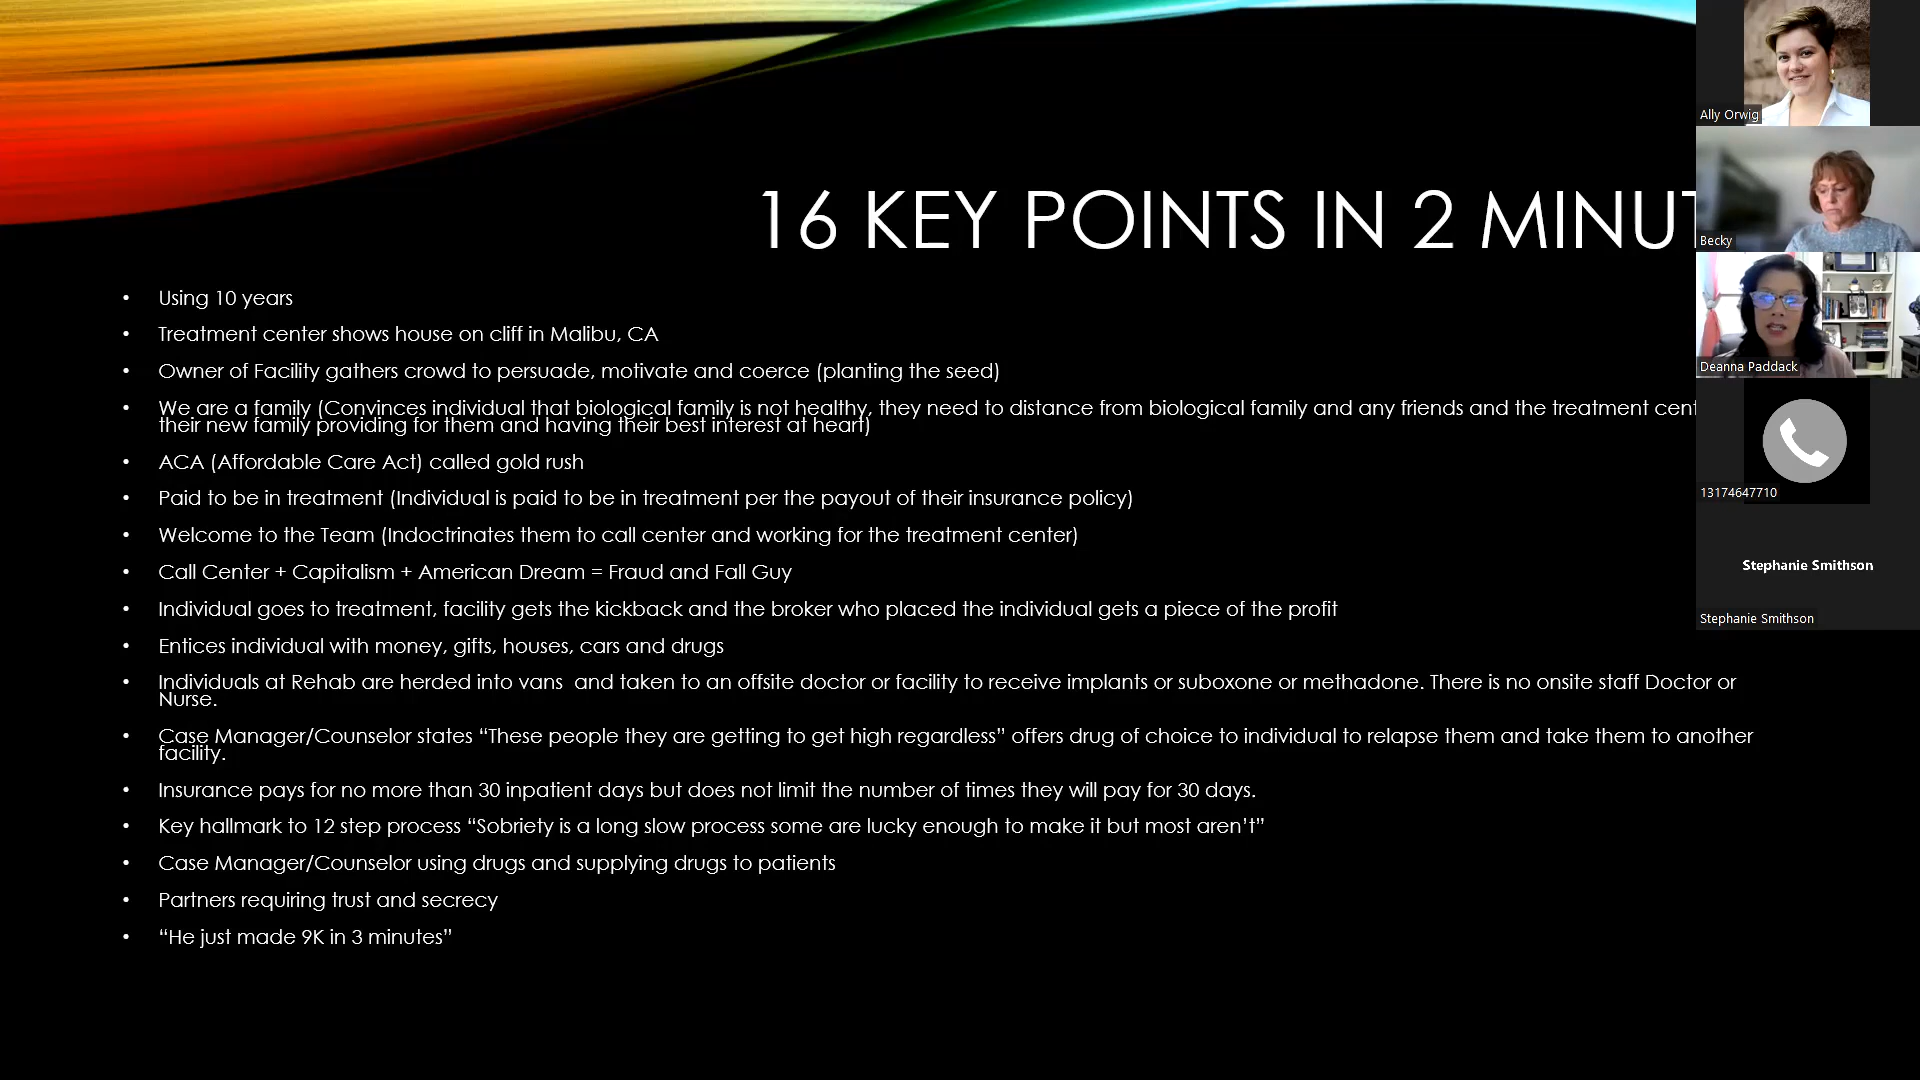 16 KEY POINTS IN 2 MINUT
• Using 10 years
• Treatment center shows house on cliff in Malibu, CA
• Owner of Facility gathers crowd to persuade, motivate and coerce (planting the seed)
• We are a family (Convinces individual that biological family is not healthy, they need to distance from biological family and any friends and the treatment cent
their new family providing for them and having their best interest at heart)
• ACA (Affordable Care Act) called gold rush
• Paid to be in treatment (Individual is paid to be in treatment per the payout of their insurance policy)
• Welcome to the Team (Indoctrinates them to call center and working for the treatment center)
• Call Center + Capitalism + American Dream = Fraud and Fall Guy
• Individual goes to treatment, facility gets the kickback and the broker who placed the individual gets a piece of the profit
• Entices individual with money, gifts, houses, cars and drugs
• Individuals at Rehab are herded into vans and taken to an offsite doctor or facility to receive implants or suboxone or methadone. There is no onsite staff Doctor or
Nurse.
• Case Manager/Counselor states “These people they are getting to get high regardless” offers drug of choice to individual to relapse them and take them to another
facility.
• Insurance pays for no more than 30 inpatient days but does not limit the number of times they will pay for 30 days.
• Key hallmark to 12 step process “Sobriety is a long slow process some are lucky enough to make it but most aren’t”
• Case Manager/Counselor using drugs and supplying drugs to patients
• Partners requiring trust and secrecy
• “He just made 9K in 3 minutes”
Ally Orwig
Becky
Deanna Paddack
13174647710
Stephanie Smithson
Stephanie Smithson